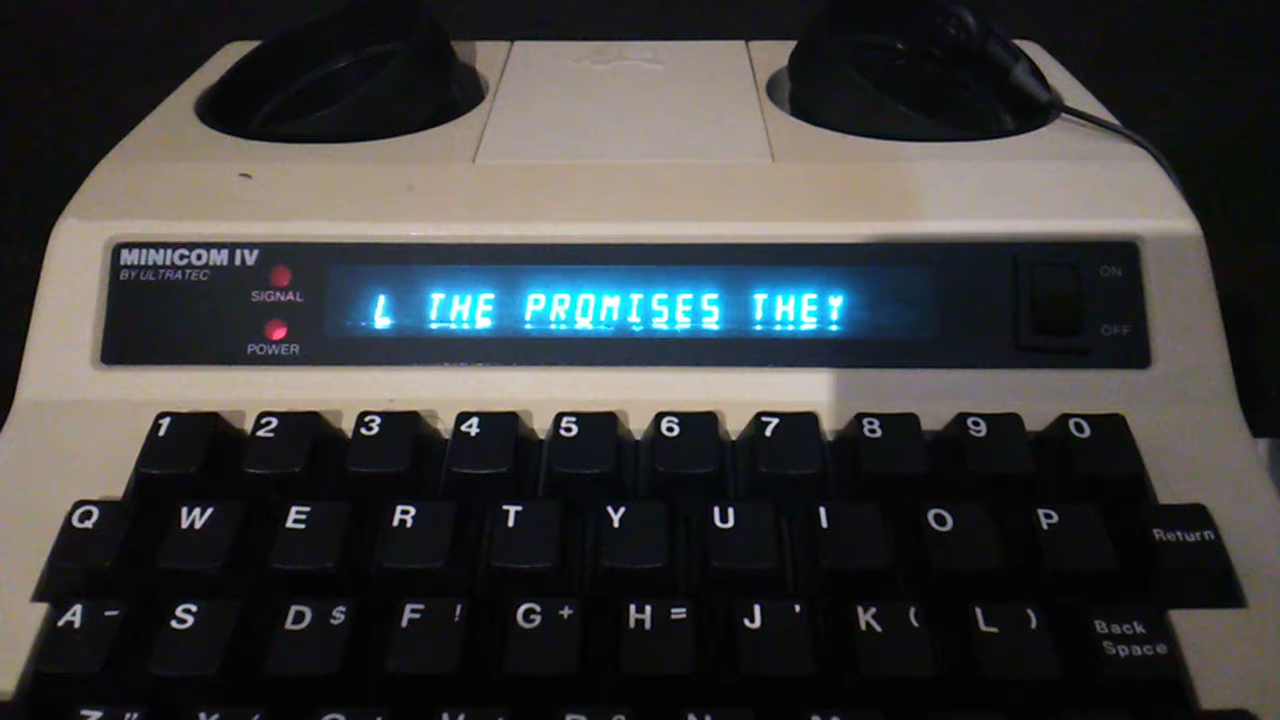 MINICOM IV
BY ULTRATEC
SIGNAL
POWER
L THE PROMISES THEY
ON
OFF
1 2 3 4 5 6 7 8 9 0
Q W E R T Y U I O P Return
A - S D $ F ! G + H = J ' K ( L ) Back
Space